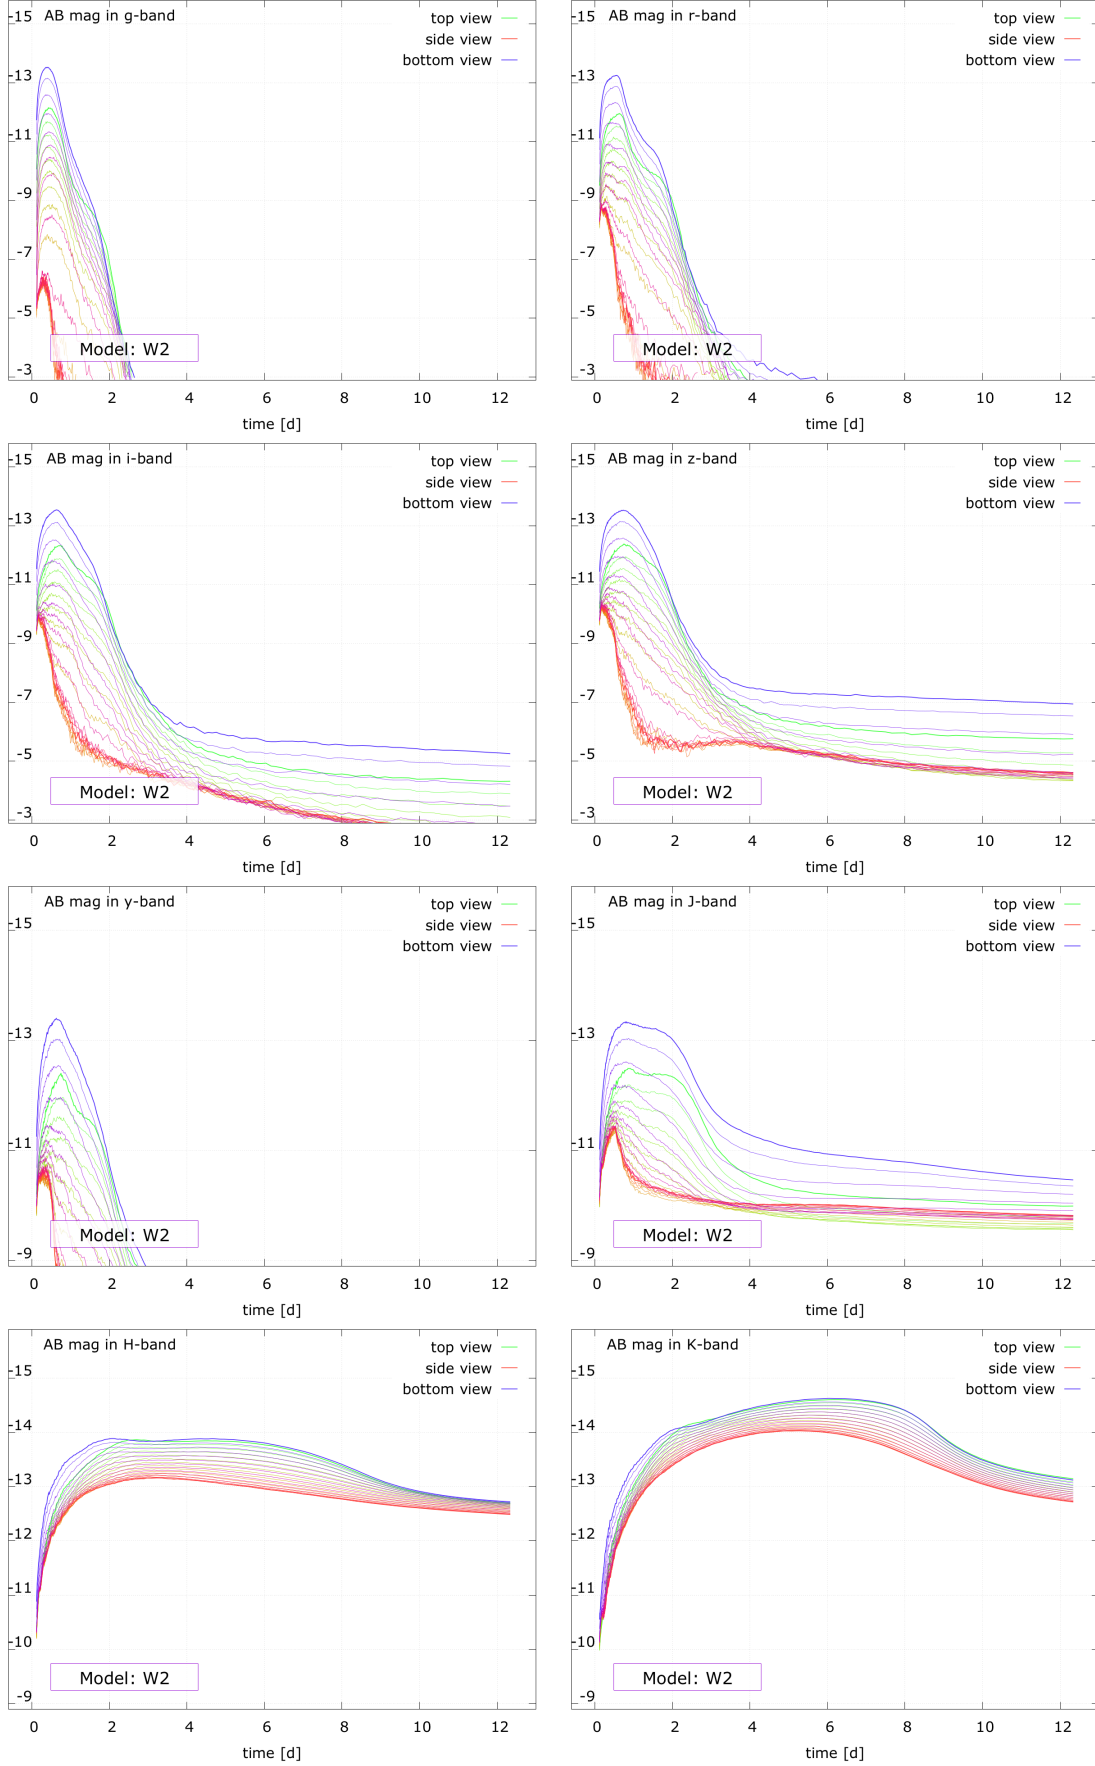 AB mag in g-band
top view
side view
bottom view
-15
-13
-11
-9
-7
-5
-3
Model: W2
0 2 4 6 8 10 12
time [d]
AB mag in r-band
top view
side view
bottom view
-15
-13
-11
-9
-7
-5
-3
Model: W2
0 2 4 6 8 10 12
time [d]
AB mag in i-band
top view
side view
bottom view
-15
-13
-11
-9
-7
-5
-3
Model: W2
0 2 4 6 8 10 12
time [d]
AB mag in z-band
top view
side view
bottom view
-15
-13
-11
-9
-7
-5
-3
Model: W2
0 2 4 6 8 10 12
time [d]
AB mag in y-band
top view
side view
bottom view
-15
-13
-11
-9
Model: W2
0 2 4 6 8 10 12
time [d]
AB mag in J-band
top view
side view
bottom view
-15
-13
-11
-9
Model: W2
0 2 4 6 8 10 12
time [d]
AB mag in H-band
top view
side view
bottom view
-15
-14
-13
-12
-11
-10
-9
Model: W2
0 2 4 6 8 10 12
time [d]
AB mag in K-band
top view
side view
bottom view
-15
-14
-13
-12
-11
-10
-9
Model: W2
0 2 4 6 8 10 12
time [d]